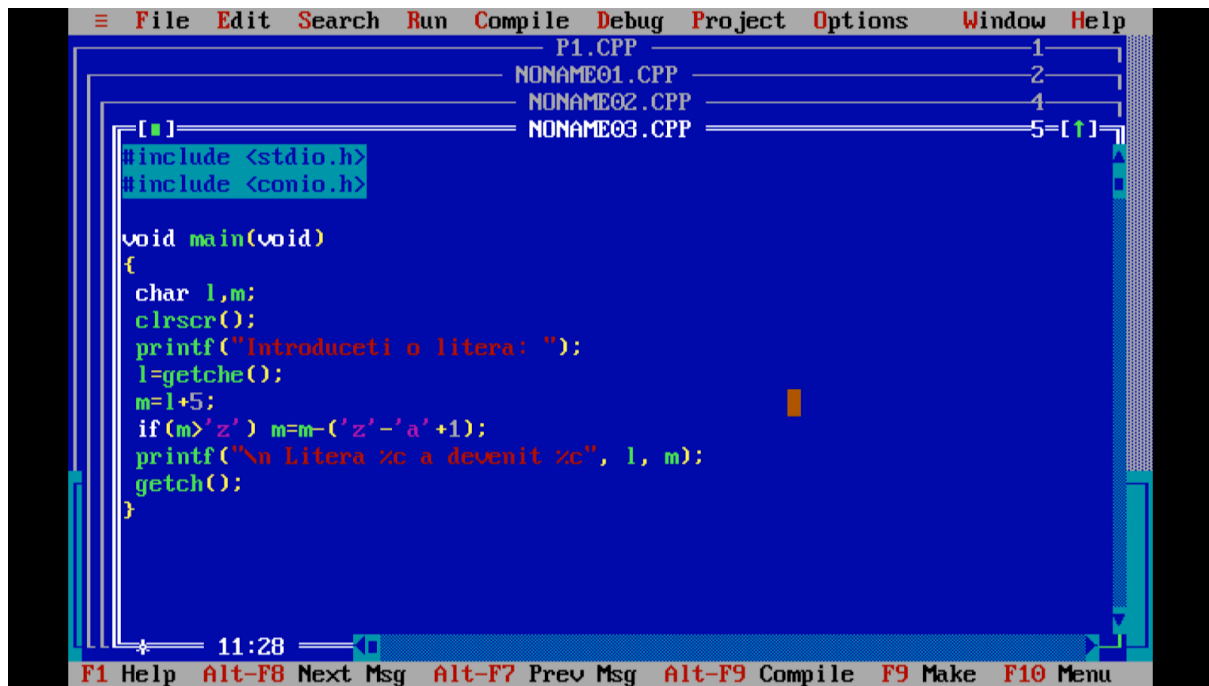 ≡ File Edit Search Run Compile Debug Project Options Window Help
P1.CPP 1
NONAME01.CPP 2
NONAME02.CPP 4
[■] NONAME03.CPP 5=[↑]
#include <stdio.h>
#include <conio.h>
void main(void)
{
char l,m;
clrscr();
printf("Introduceti o litera: ");
l=getche();
m=l+5;
if(m>'z') m=m-('z'-'a'+1);
printf("\n Litera %c a devenit %c", l, m);
getch();
}
11:28
F1 Help Alt-F8 Next Msg Alt-F7 Prev Msg Alt-F9 Compile F9 Make F10 Menu